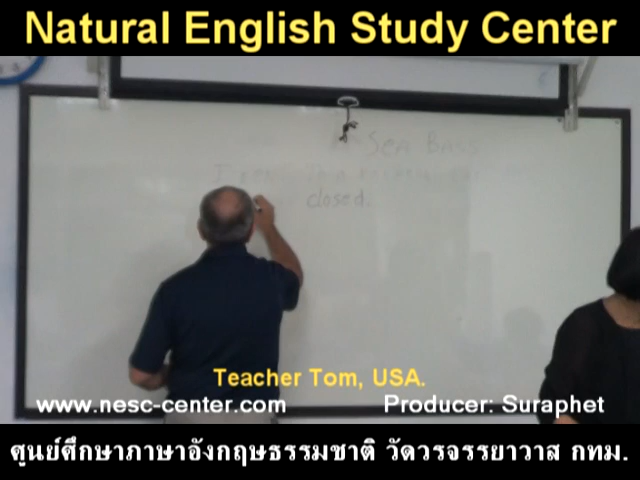 Natural English Study Center
Sea Bass
closed.
Teacher Tom, USA.
www.nesc-center.com
Producer: Suraphet
ศูนย์ศึกษาภาษาอังกฤษธรรมชาติ วัดวรจรรยาวาส กทม.